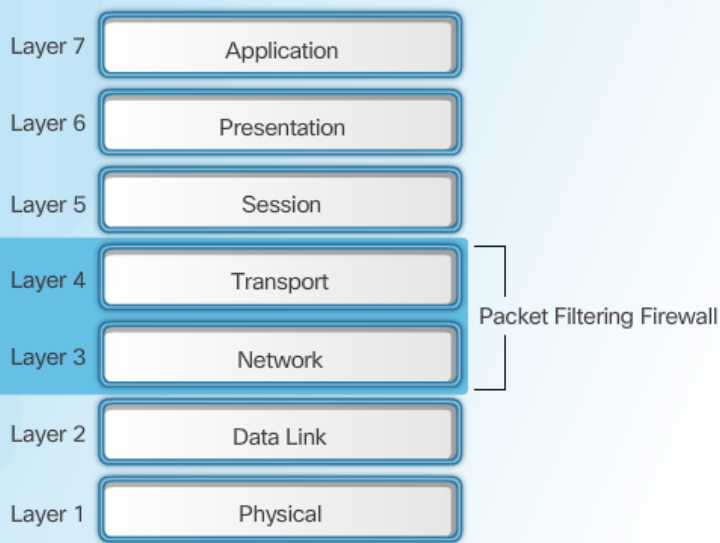 Layer 7 Application
Layer 6 Presentation
Layer 5 Session
Layer 4 Transport
Packet Filtering Firewall
Layer 3 Network
Layer 2 Data Link
Layer 1 Physical